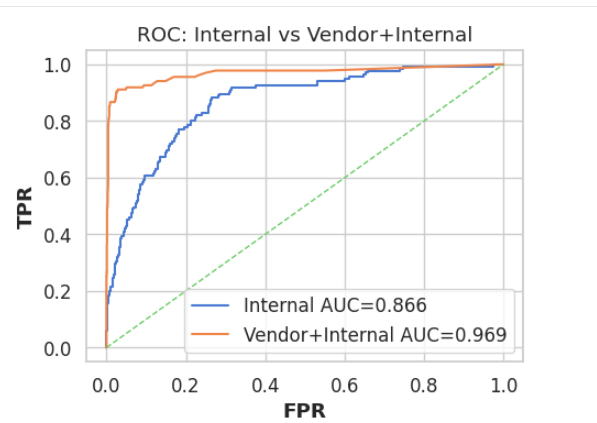 ROC: Internal vs Vendor+Internal
1.0
0.8
0.6
0.4
0.2
0.0
TPR
Internal AUC=0.866
Vendor+Internal AUC=0.969
0.0 0.2 0.4 0.6 0.8 1.0
FPR